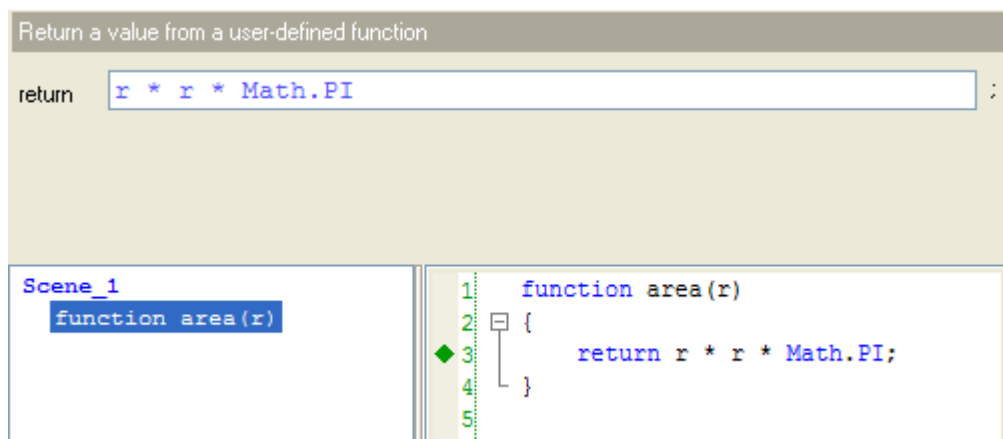 Return a value from a user-defined function
return r * r * Math.PI ;
Scene_1
function area(r)
1 function area(r)
2 {
3 return r * r * Math.PI;
4 }
5